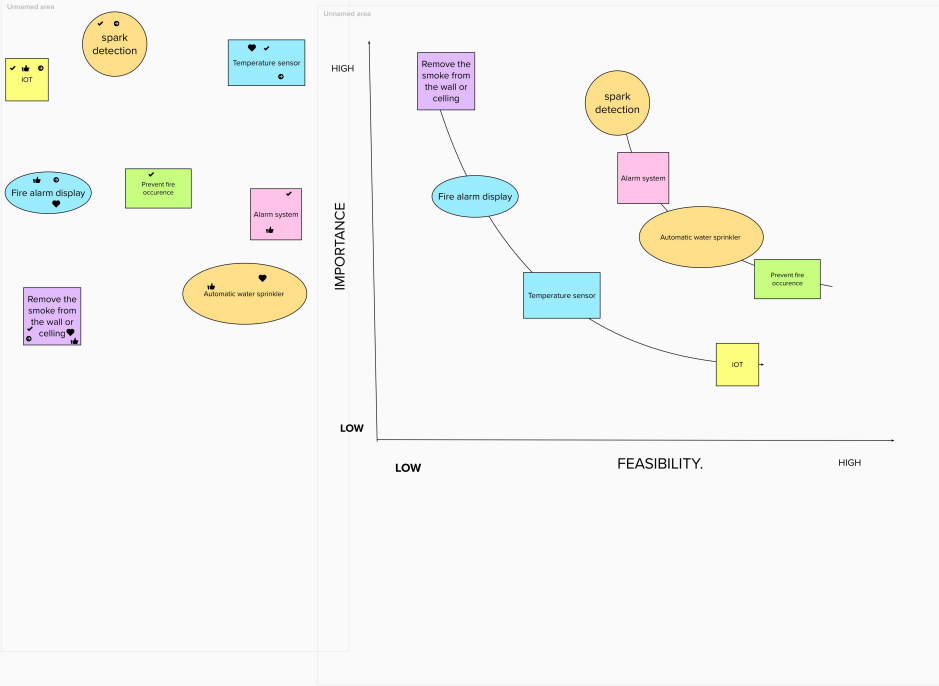 Unnamed area
spark
detection
Temperature sensor
IOT
Fire alarm display
Prevent fire
occurence
Alarm system
Automatic water sprinkler
Remove the
smoke from
the wall or
celling
Unnamed area
HIGH
Remove the
smoke from
the wall or
celling
spark
detection
Alarm system
Fire alarm display
Automatic water sprinkler
IMPORTANCE
Prevent fire
occurence
Temperature sensor
IOT
LOW
LOW
FEASIBILITY.
HIGH